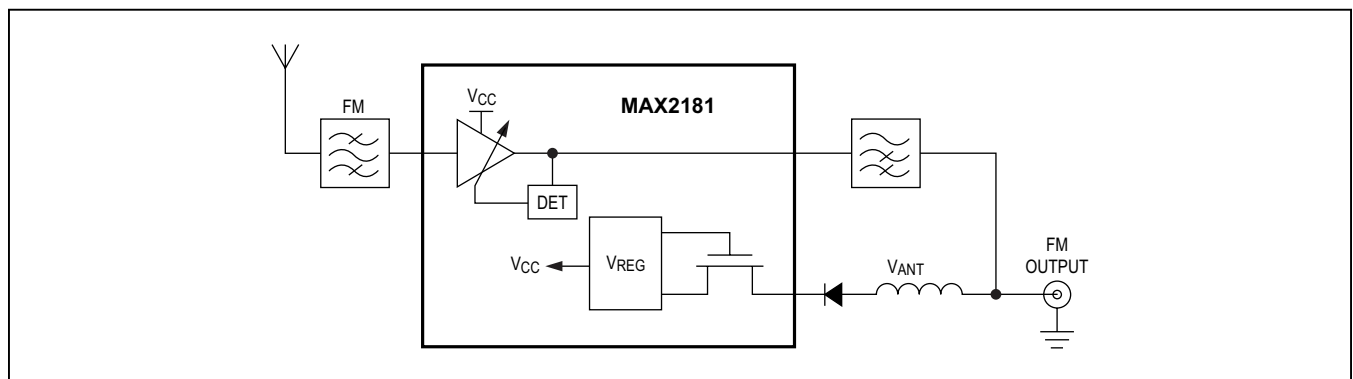 FM
VCC
MAX2181
DET
VCC
VREG
VANT
FM
OUTPUT